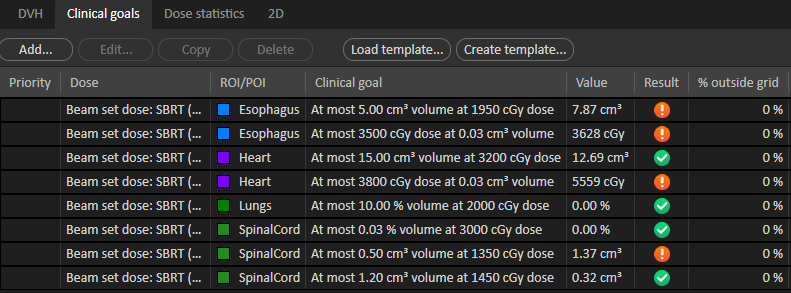 DVH Clinical goals Dose statistics 2D
Add... Edit... Copy Delete Load template... Create template...
Priority Dose ROI/POI Clinical goal Value Result % outside grid
Beam set dose: SBRT (... Esophagus At most 5.00 cm³ volume at 1950 cGy dose 7.87 cm³ 0 %
Beam set dose: SBRT (... Esophagus At most 3500 cGy dose at 0.03 cm³ volume 3628 cGy 0 %
Beam set dose: SBRT (... Heart At most 15.00 cm³ volume at 3200 cGy dose 12.69 cm³ 0 %
Beam set dose: SBRT (... Heart At most 3800 cGy dose at 0.03 cm³ volume 5559 cGy 0 %
Beam set dose: SBRT (... Lungs At most 10.00 % volume at 2000 cGy dose 0.00 % 0 %
Beam set dose: SBRT (... SpinalCord At most 0.03 % volume at 3000 cGy dose 0.00 % 0 %
Beam set dose: SBRT (... SpinalCord At most 0.50 cm³ volume at 1350 cGy dose 1.37 cm³ 0 %
Beam set dose: SBRT (... SpinalCord At most 1.20 cm³ volume at 1450 cGy dose 0.32 cm³ 0 %